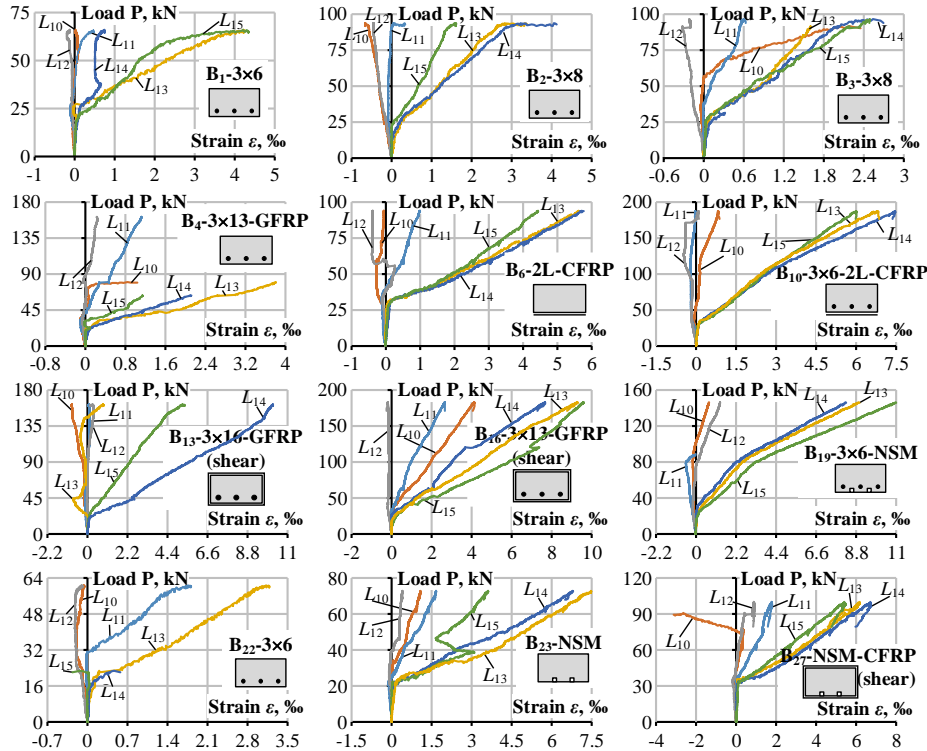 Load P, kN
100
75
50
25
0
-1 0 1 2 3 4 5
Strain ε, ‰
B1-3×6
L10
L11
L12
L13
L14
L15
Load P, kN
100
75
50
25
0
-1 0 1 2 3 4 5
Strain ε, ‰
B2-3×8
L12
L10
L11
L13
L14
L15
Load P, kN
100
75
50
25
0
-0.6 0 0.6 1.2 1.8 2.4 3
Strain ε, ‰
B3-3×8
L12
L11
L13
L14
L10
L15
Load P, kN
180
135
90
45
0
-0.8 0 0.8 1.6 2.4 3.2 4
Strain ε, ‰
B4-3×13-GFRP
L11
L10
L12
L13
L14
L15
Load P, kN
100
75
50
25
0
-1 0 1 2 3 4 5 6
Strain ε, ‰
B6-2L-CFRP
L12
L10
L11
L15
L13
L14
Load P, kN
200
150
100
50
0
-1.5 0 1.5 3 4.5 6 7.5
Strain ε, ‰
B10-3×6-2L-CFRP
L11
L12
L10
L13
L15
L14
Load P, kN
180
135
90
45
0
-2.2 0 2.2 4.4 6.6 8.8 11
Strain ε, ‰
B13-3×16-GFRP
(shear)
L10
L11
L14
L12
L13
L15
Load P, kN
200
150
100
50
0
-2 0 2 4 6 8 10
Strain ε, ‰
B16-3×13-GFRP
(shear)
L12
L11
L14
L13
L10
L15
Load P, kN
160
120
80
40
0
-2.2 0 2.2 4.4 6.6 8.8 11
Strain ε, ‰
B19-3×6-NSM
L10
L14
L13
L12
L11
L15
Load P, kN
64
48
32
16
0
-0.7 0 0.7 1.4 2.1 2.8 3.5
Strain ε, ‰
B22-3×6
L10
L12
L11
L13
L15
L14
Load P, kN
80
60
40
20
0
-1.5 0 1.5 3 4.5 6 7.5
Strain ε, ‰
B23-NSM
L10
L14
L12
L15
L11
L13
Load P, kN
120
90
60
30
0
-4 -2 0 2 4 6 8
Strain ε, ‰
B27-NSM-CFRP
(shear)
L12
L11
L13
L14
L15
L10